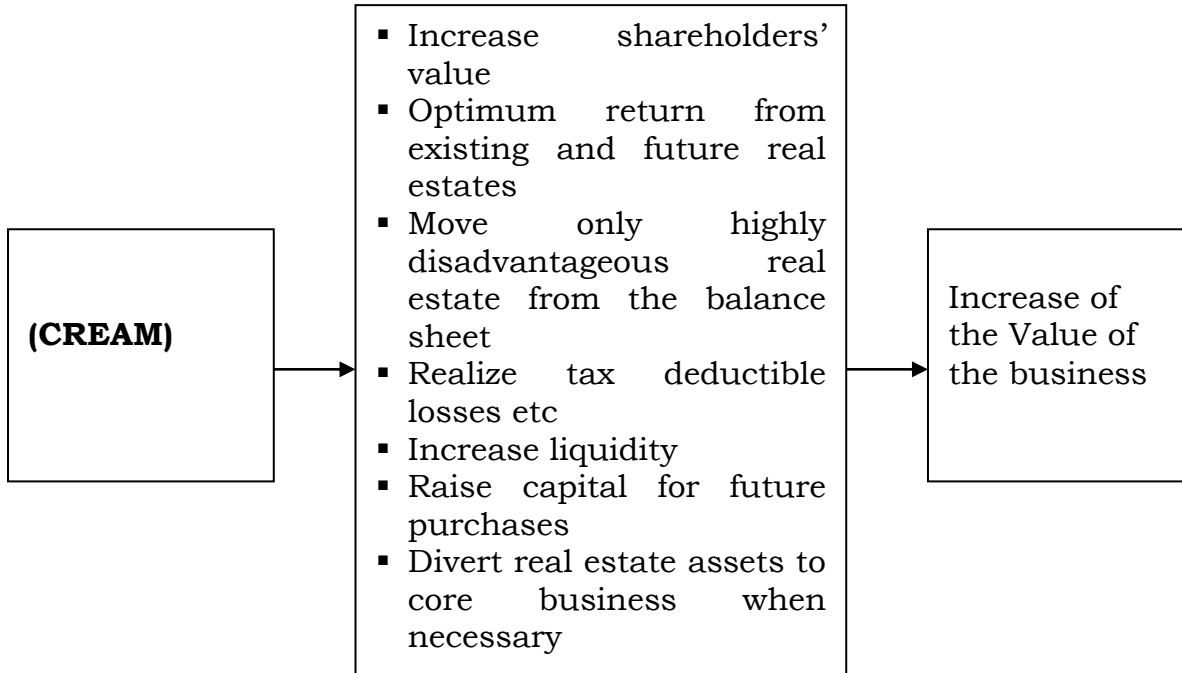 (CREAM)
▪ Increase shareholders’
value
▪ Optimum return from
existing and future real
estates
▪ Move only highly
disadvantageous real
estate from the balance
sheet
▪ Realize tax deductible
losses etc
▪ Increase liquidity
▪ Raise capital for future
purchases
▪ Divert real estate assets to
core business when
necessary
Increase of
the Value of
the business